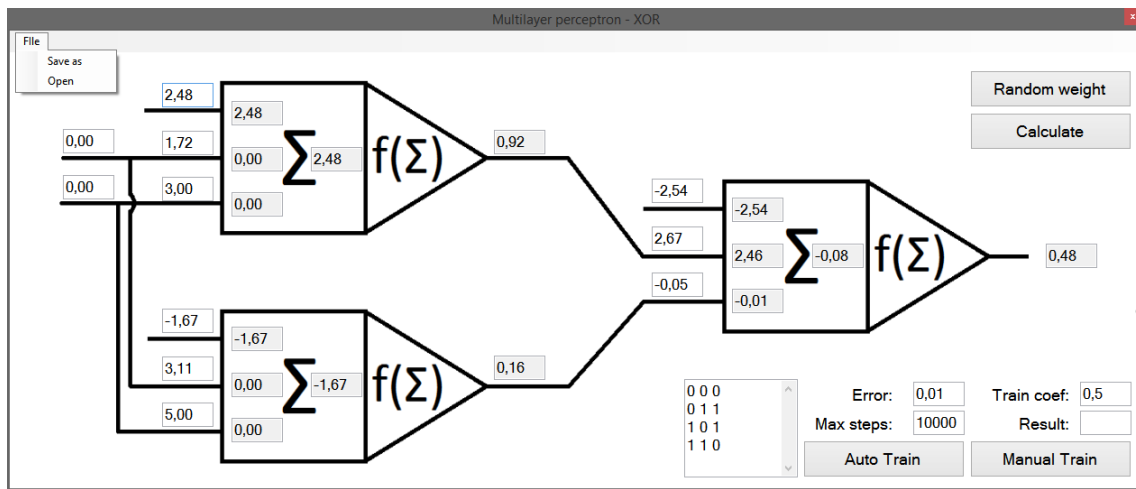 Multilayer perceptron - XOR
x
FIle
Save as
Open
2,48
2,48
0,00
1,72
0,00
Σ
2,48
f(Σ)
0,92
0,00
3,00
0,00
Random weight
Calculate
-2,54
-2,54
2,67
2,46
Σ
-0,08
f(Σ)
0,48
-0,05
-0,01
-1,67
-1,67
3,11
0,00
Σ
-1,67
f(Σ)
0,16
5,00
0,00
0 0 0
0 1 1
1 0 1
1 1 0
Error: 0,01 Train coef: 0,5
Max steps: 10000 Result:
Auto Train Manual Train